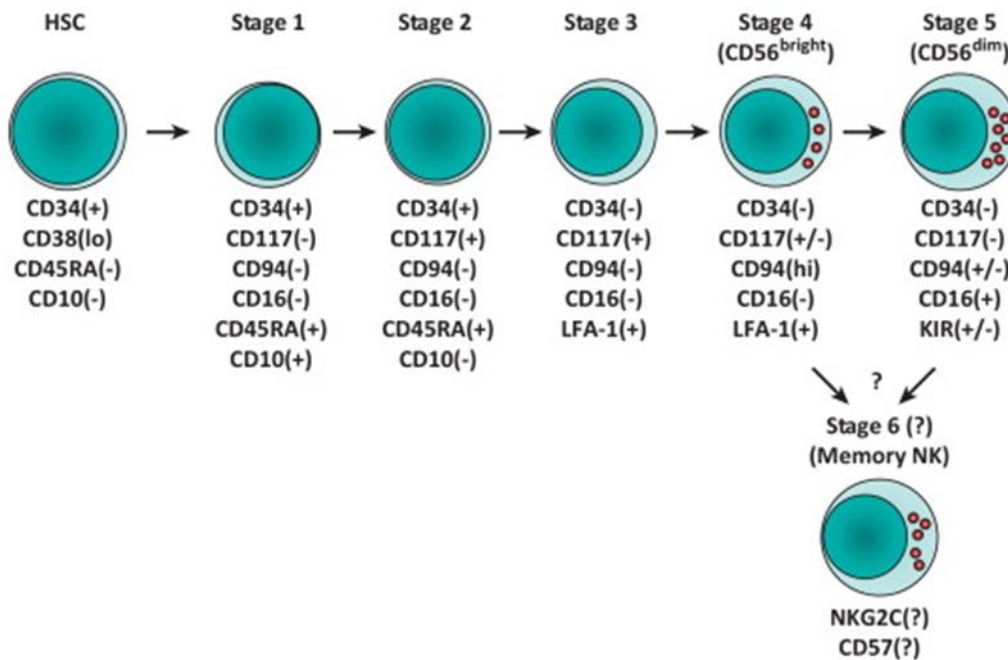 HSC
Stage 1
Stage 2
Stage 3
Stage 4
(CD56bright)
Stage 5
(CD56dim)
CD34(+)
CD38(lo)
CD45RA(-)
CD10(-)
CD34(+)
CD117(-)
CD94(-)
CD16(-)
CD45RA(+)
CD10(+)
CD34(+)
CD117(+)
CD94(-)
CD16(-)
CD45RA(+)
CD10(-)
CD34(-)
CD117(+)
CD94(-)
CD16(-)
LFA-1(+)
CD34(-)
CD117(+/-)
CD94(hi)
CD16(-)
LFA-1(+)
CD34(-)
CD117(-)
CD94(+/-)
CD16(+)
KIR(+/-)
?
Stage 6 (?)
(Memory NK)
NKG2C(?)
CD57(?)